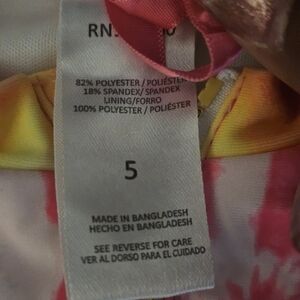 82% POLYESTER / POLIÉSTER
18% SPANDEX/ SPANDEX
LINING/FORRO
100% POLYESTER / POLIÉSTER
5
MADE IN BANGLADESH
HECHO EN BANGLADESH
SEE REVERSE FOR CARE
VER AL DORSO PARA EL CUIDADO